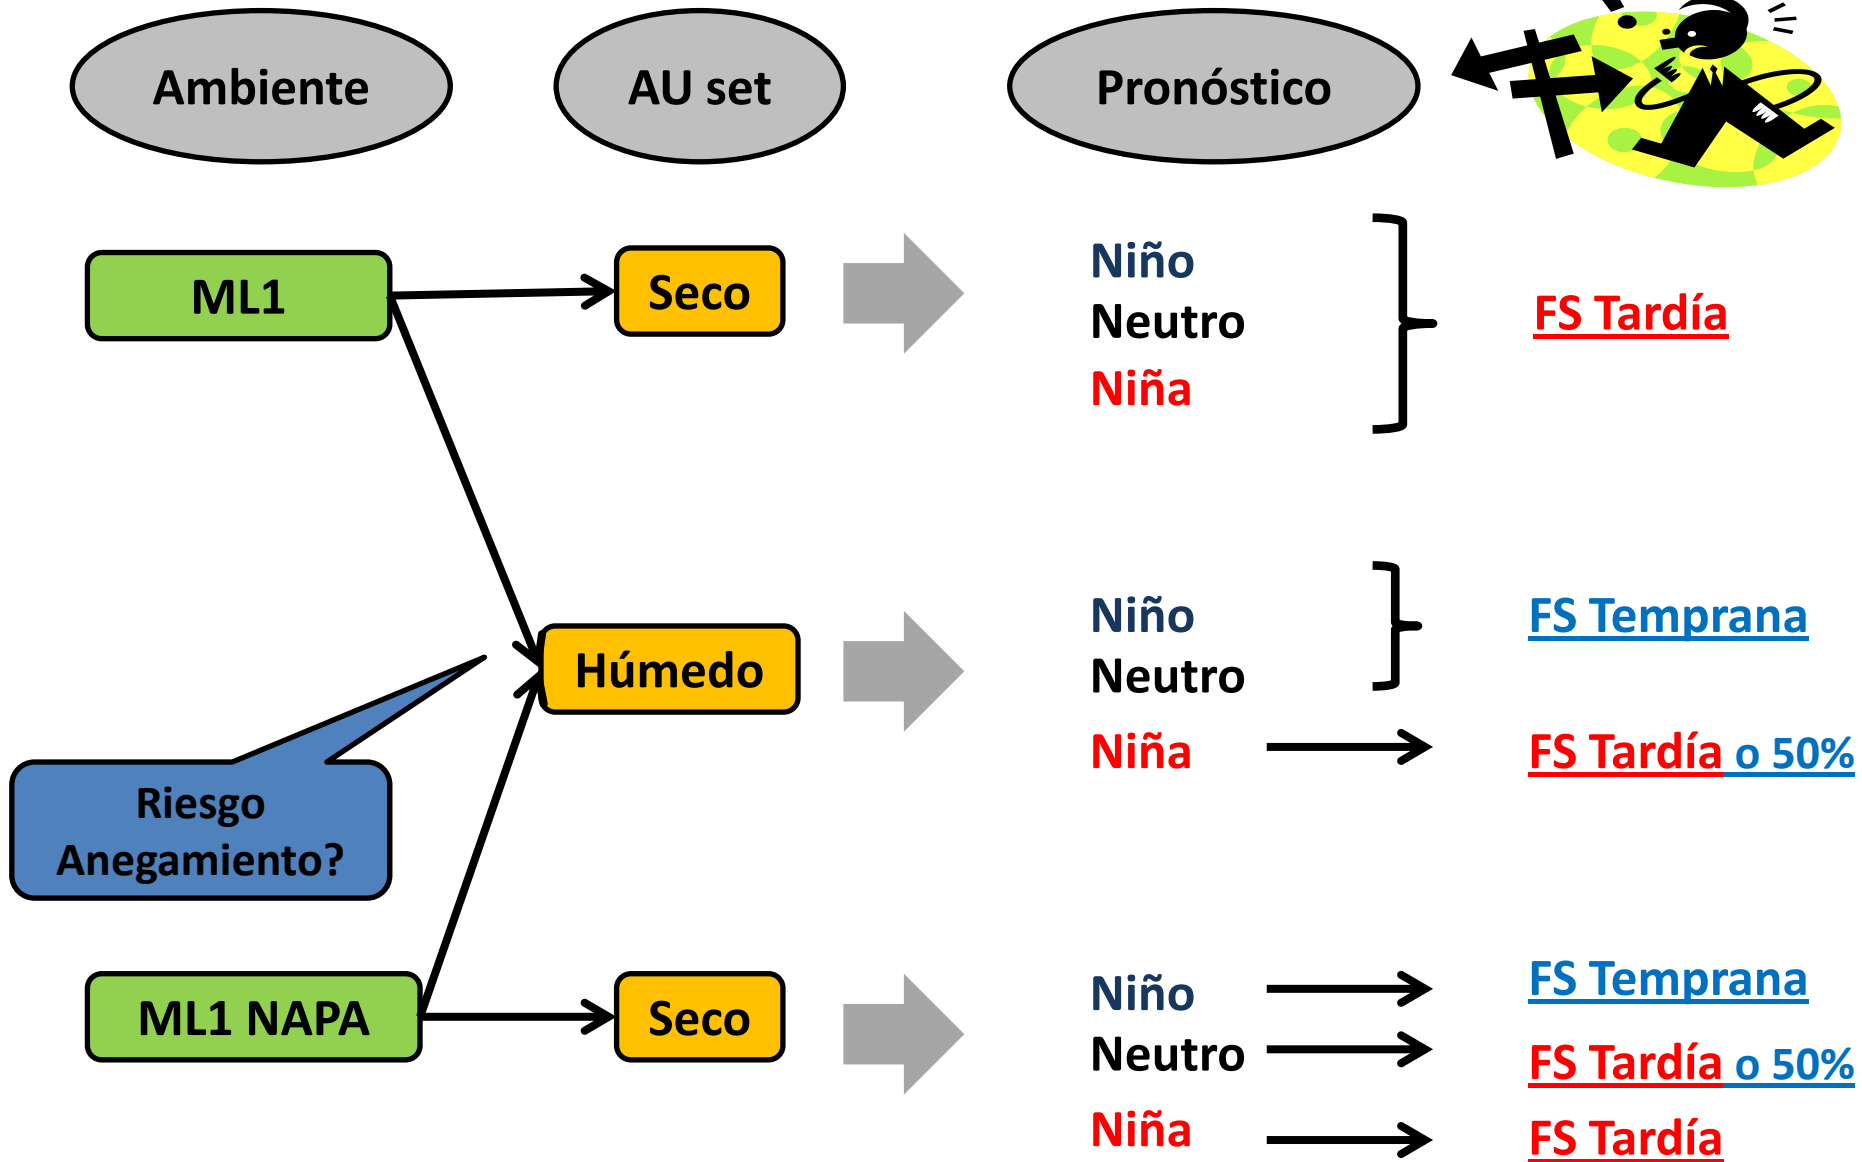 Ambiente
AU set
Pronóstico
ML1
Seco
Niño
Neutro
Niña
FS Tardía
Húmedo
Niño
Neutro
FS Temprana
Niña
FS Tardía o 50%
Riesgo
Anegamiento?
ML1 NAPA
Seco
Niño
FS Temprana
Neutro
FS Tardía o 50%
Niña
FS Tardía